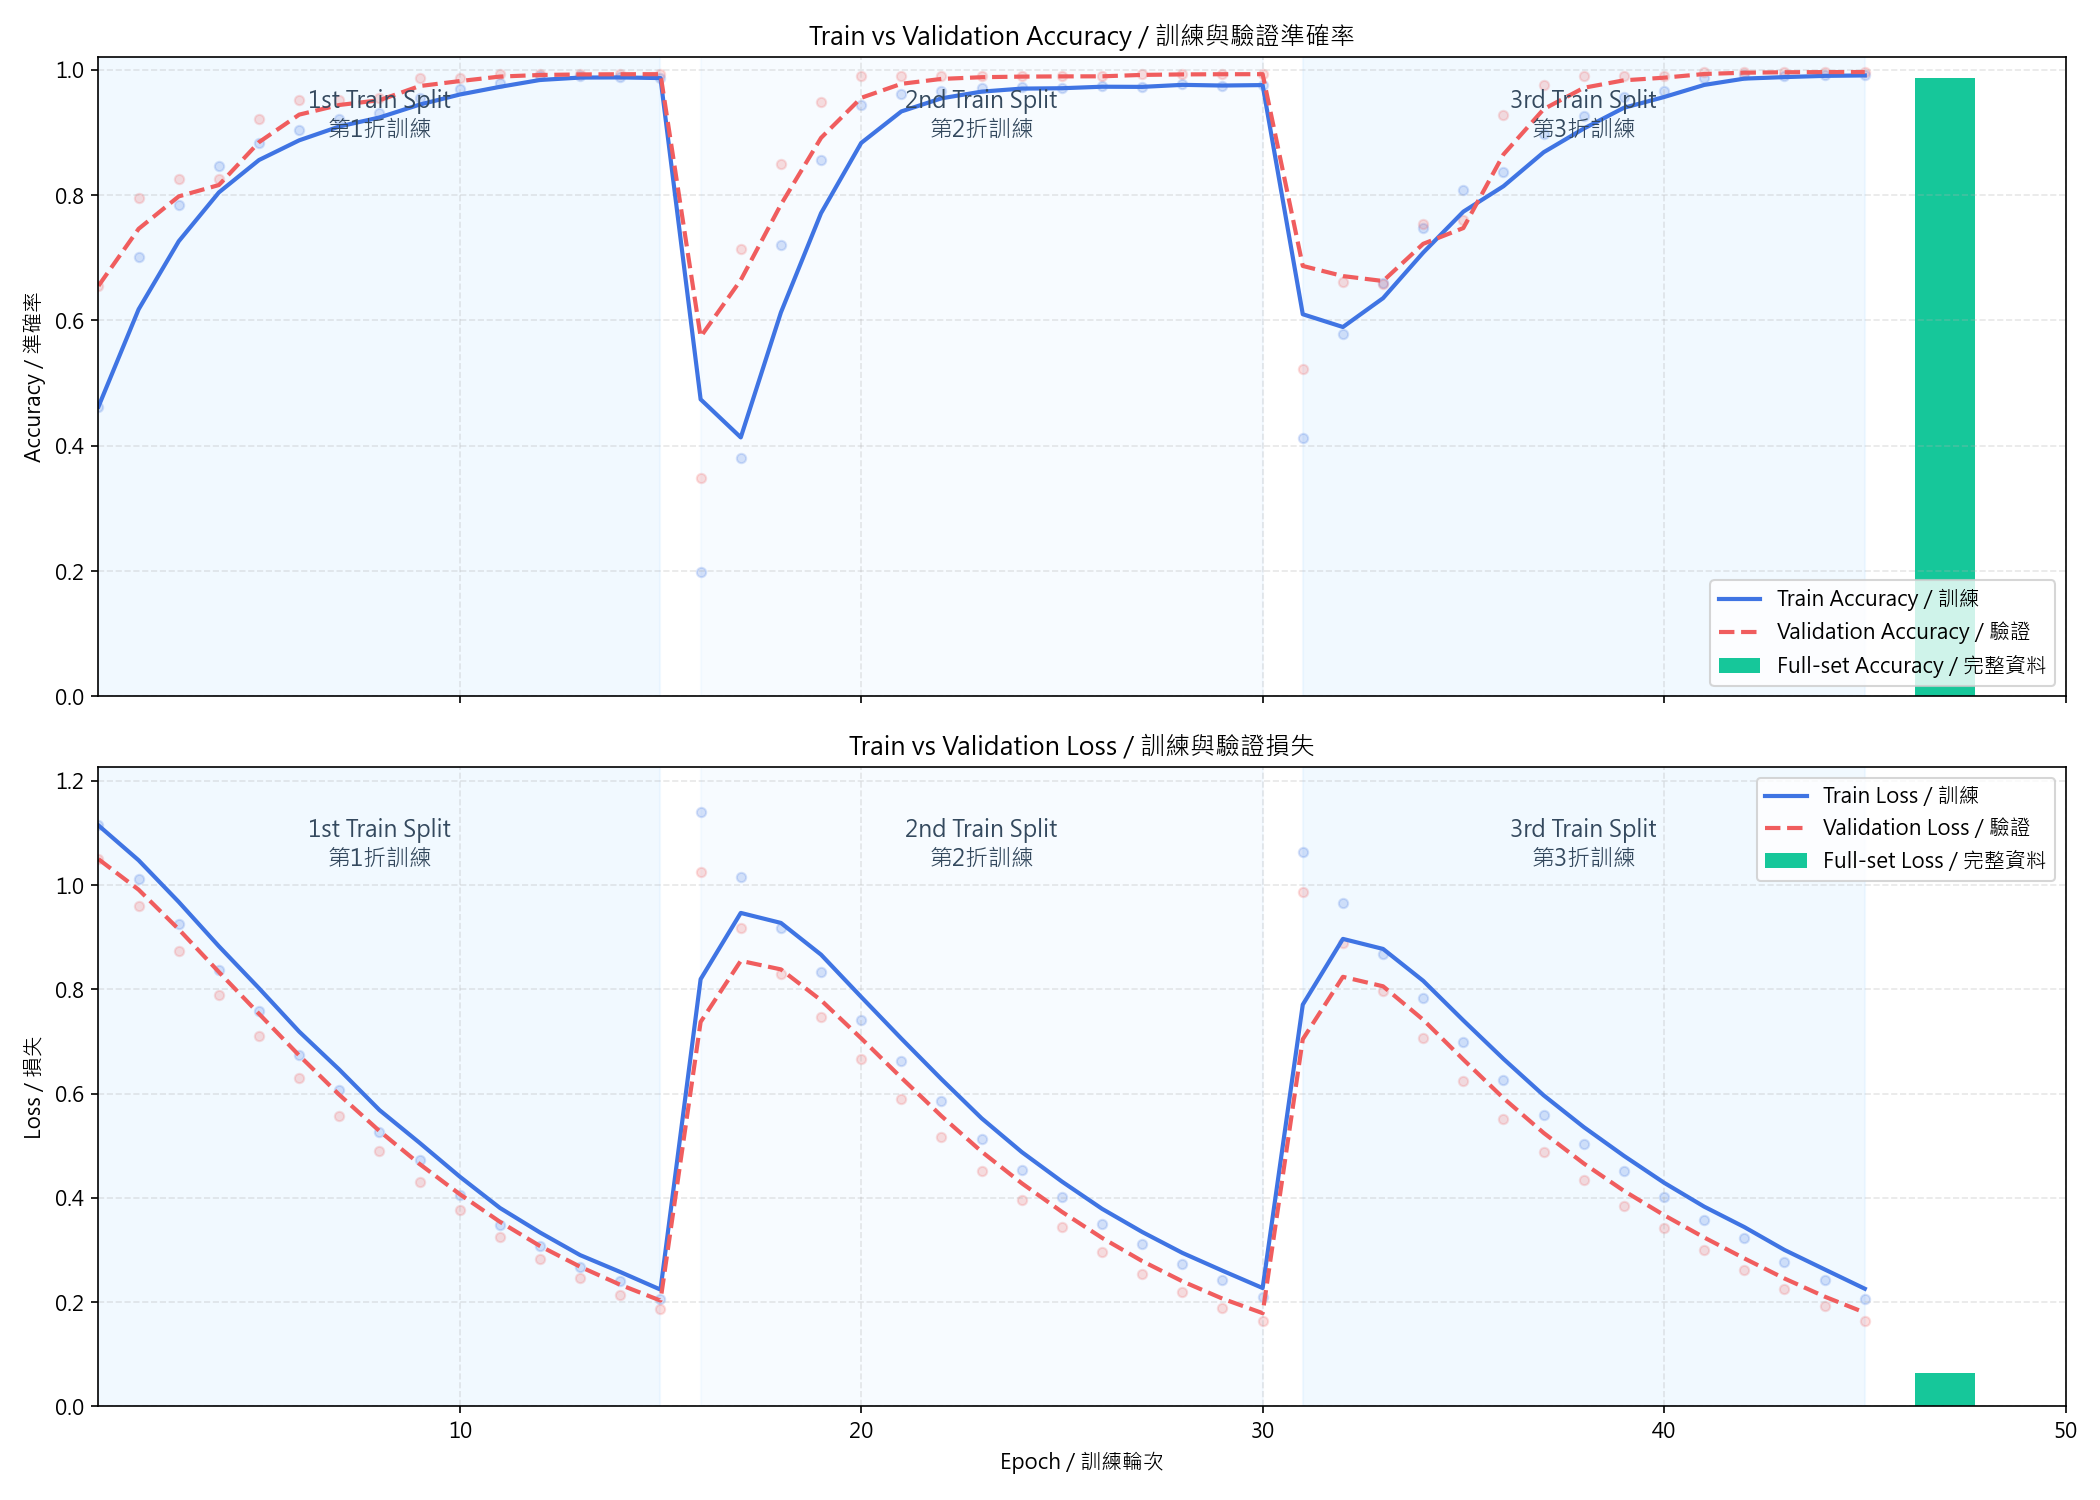 Train vs Validation Accuracy / 訓練與驗證準確率
1.0
0.8
0.6
0.4
0.2
0.0
Accuracy / 準確率
1st Train Split
第1折訓練
2nd Train Split
第2折訓練
3rd Train Split
第3折訓練
Train Accuracy / 訓練
Validation Accuracy / 驗證
Full-set Accuracy / 完整資料
Train vs Validation Loss / 訓練與驗證損失
1.2
1.0
0.8
0.6
0.4
0.2
0.0
Loss / 損失
1st Train Split
第1折訓練
2nd Train Split
第2折訓練
3rd Train Split
第3折訓練
Train Loss / 訓練
Validation Loss / 驗證
Full-set Loss / 完整資料
10
20
30
40
50
Epoch / 訓練輪次